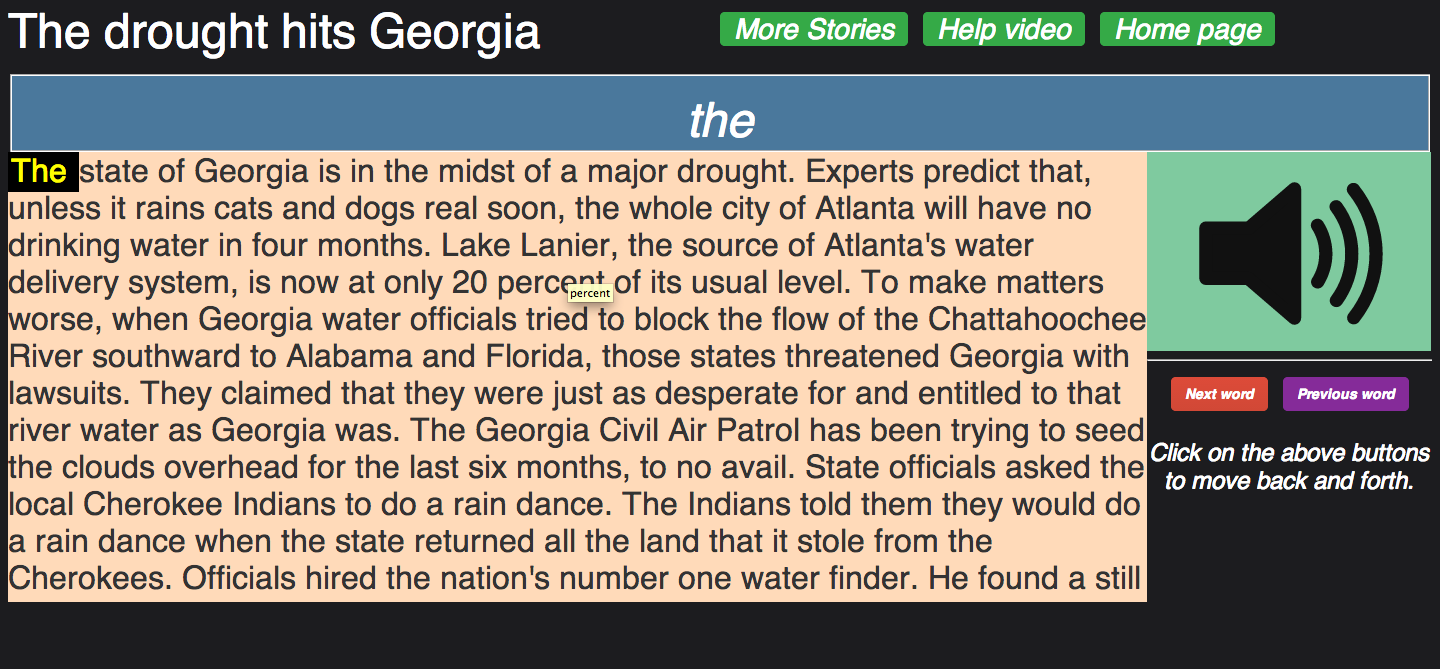 The drought hits Georgia
More Stories
Help video
Home page
the
The state of Georgia is in the midst of a major drought. Experts predict that,
unless it rains cats and dogs real soon, the whole city of Atlanta will have no
drinking water in four months. Lake Lanier, the source of Atlanta's water
delivery system, is now at only 20 percent of its usual level. To make matters
worse, when Georgia water officials tried to block the flow of the Chattahoochee
River southward to Alabama and Florida, those states threatened Georgia with
lawsuits. They claimed that they were just as desperate for and entitled to that
river water as Georgia was. The Georgia Civil Air Patrol has been trying to seed
the clouds overhead for the last six months, to no avail. State officials asked the
local Cherokee Indians to do a rain dance. The Indians told them they would do
a rain dance when the state returned all the land that it stole from the
Cherokees. Officials hired the nation's number one water finder. He found a still
percent
Next word
Previous word
Click on the above buttons
to move back and forth.